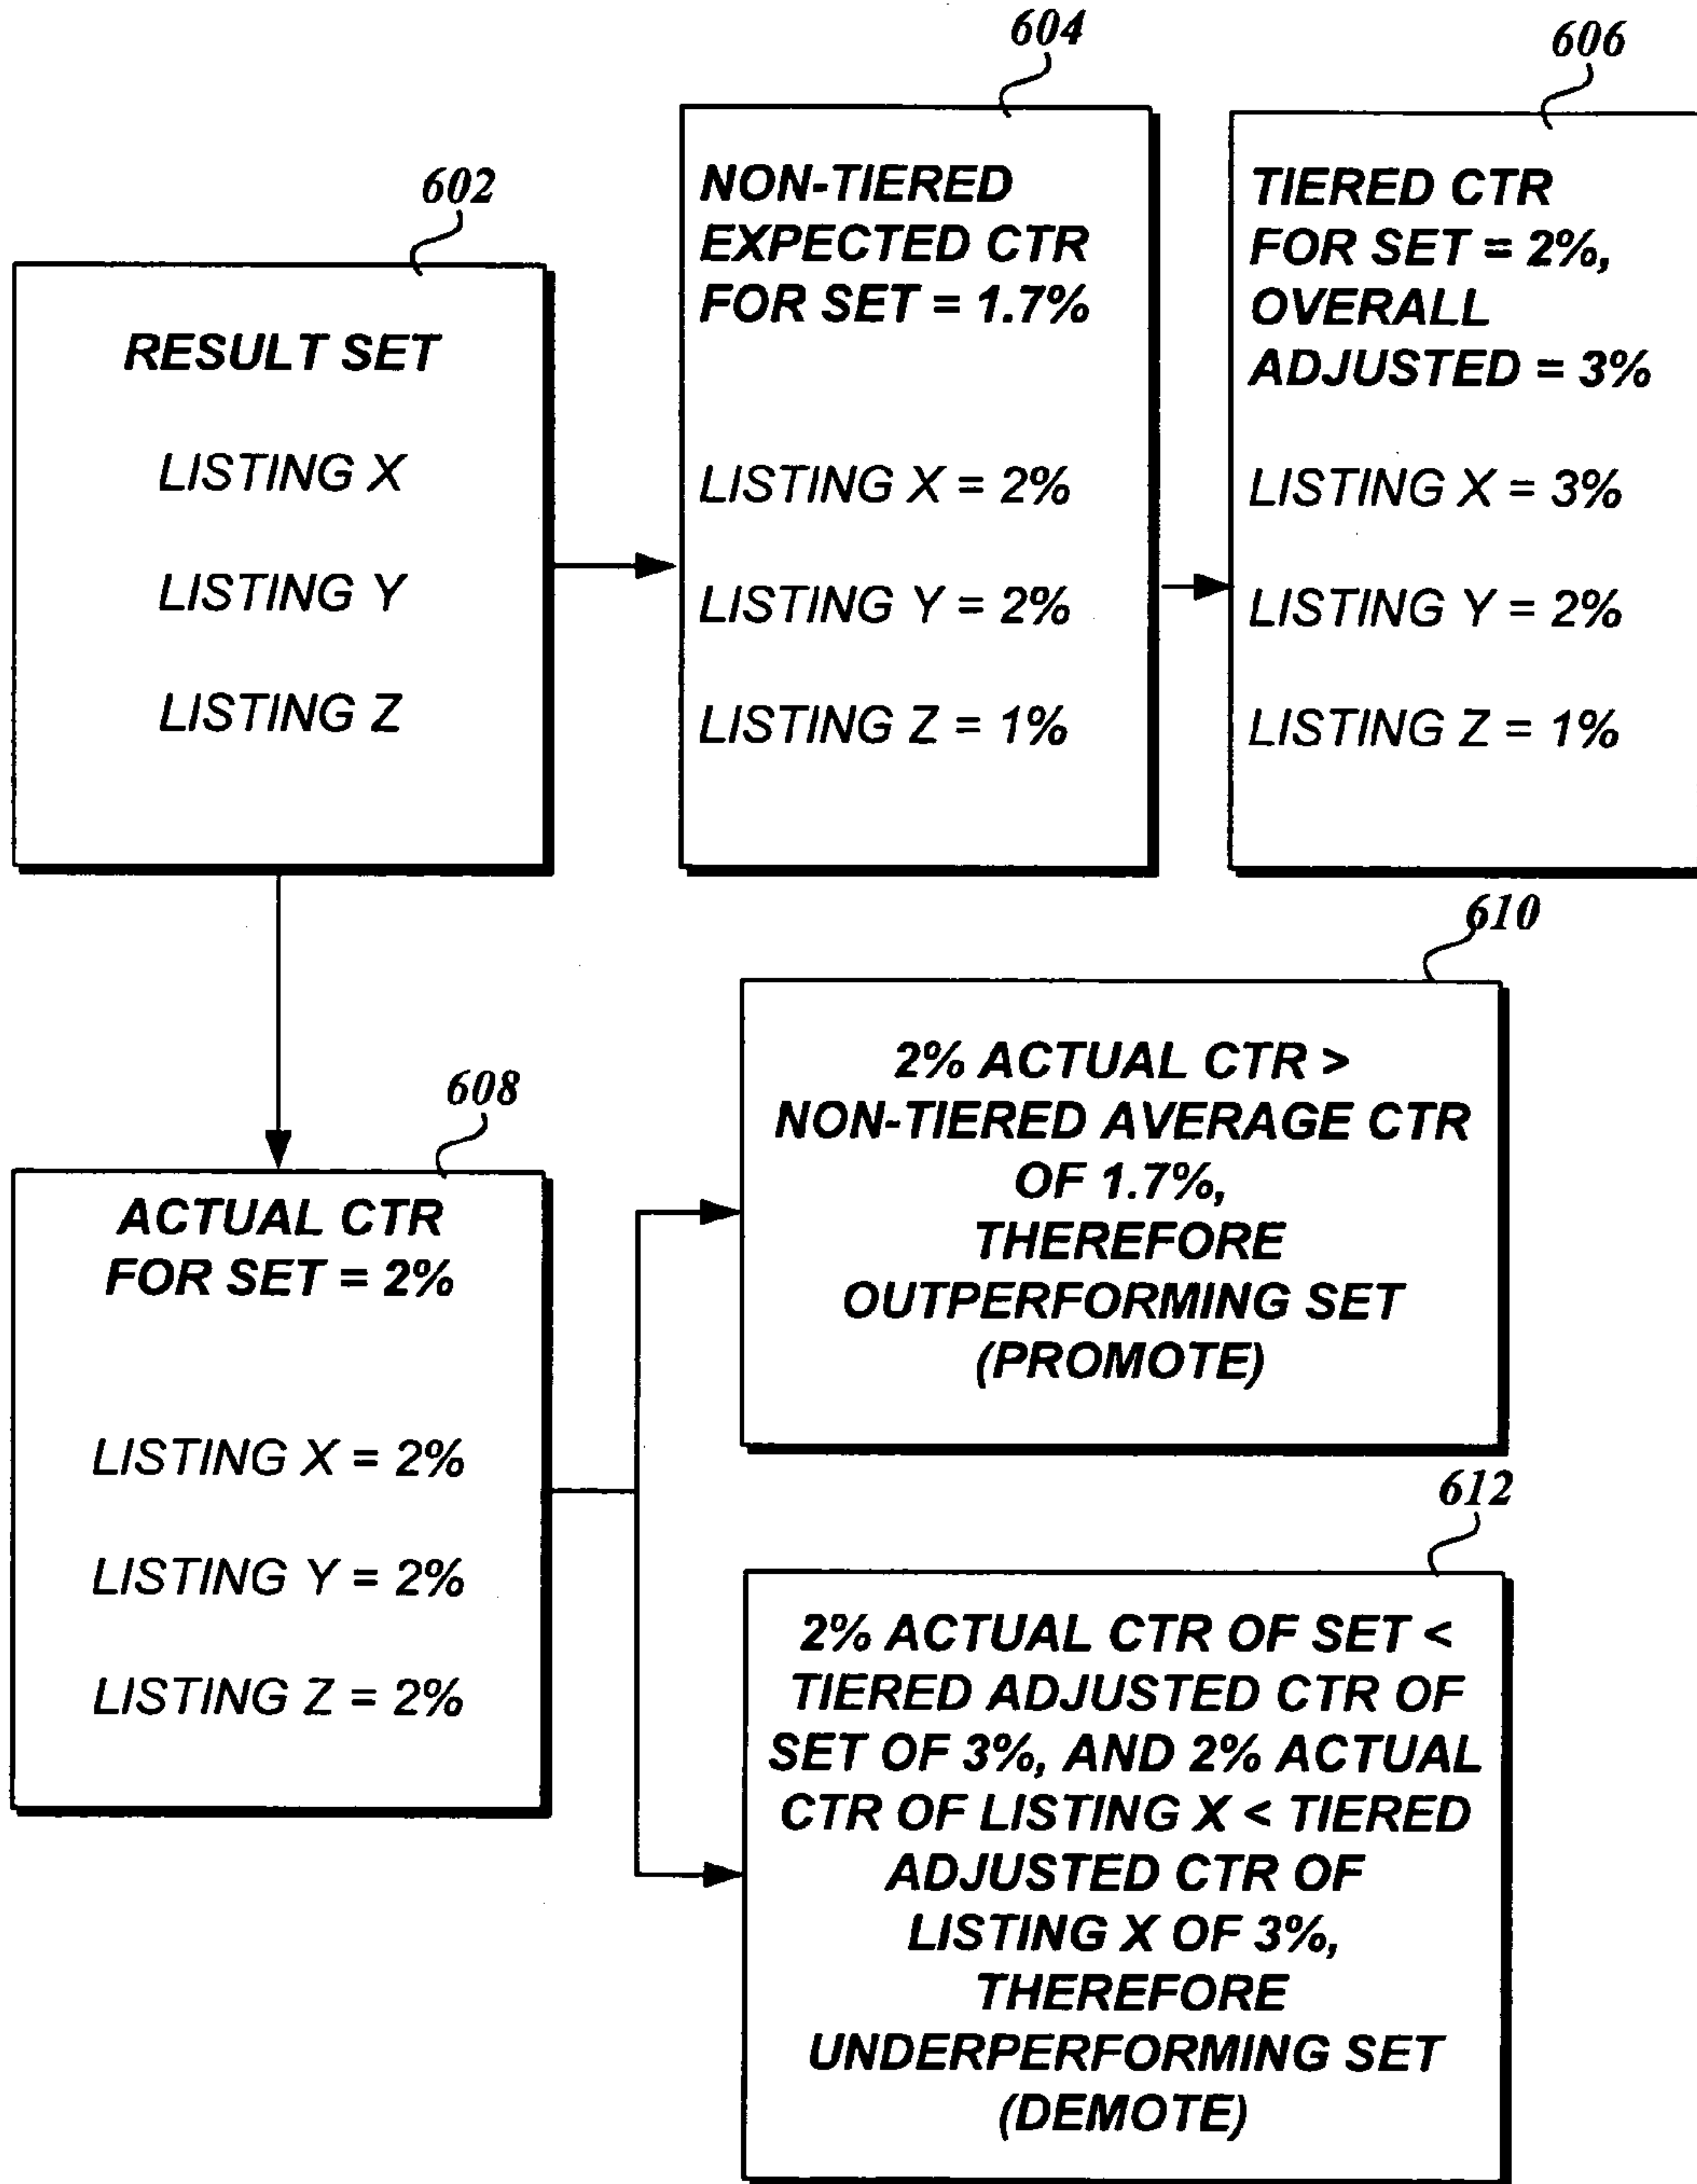 602
RESULT SET
LISTING X
LISTING Y
LISTING Z
604
NON-TIERED
EXPECTED CTR
FOR SET = 1.7%
LISTING X = 2%
LISTING Y = 2%
LISTING Z = 1%
606
TIERED CTR
FOR SET = 2%,
OVERALL
ADJUSTED = 3%
LISTING X = 3%
LISTING Y = 2%
LISTING Z = 1%
608
ACTUAL CTR
FOR SET = 2%
LISTING X = 2%
LISTING Y = 2%
LISTING Z = 2%
610
2% ACTUAL CTR >
NON-TIERED AVERAGE CTR
OF 1.7%,
THEREFORE
OUTPERFORMING SET
(PROMOTE)
612
2% ACTUAL CTR OF SET <
TIERED ADJUSTED CTR OF
SET OF 3%, AND 2% ACTUAL
CTR OF LISTING X < TIERED
ADJUSTED CTR OF
LISTING X OF 3%,
THEREFORE
UNDERPERFORMING SET
(DEMOTE)